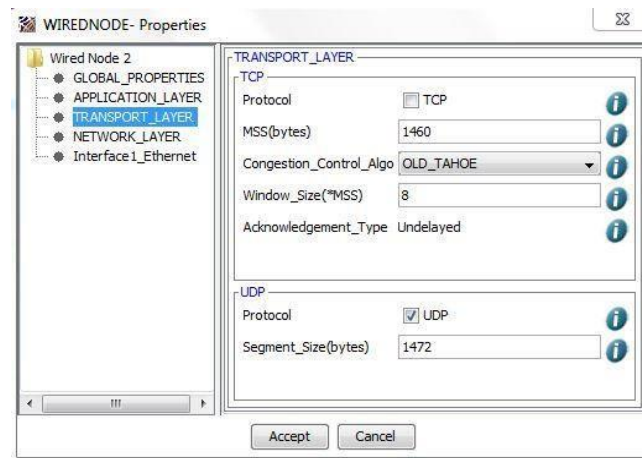 WIREDNODE- Properties
Wired Node 2
GLOBAL_PROPERTIES
APPLICATION_LAYER
TRANSPORT_LAYER
NETWORK_LAYER
Interface1_Ethernet
TRANSPORT_LAYER
TCP
Protocol TCP
MSS(bytes) 1460
Congestion_Control_Algo OLD_TAHOE
Window_Size(*MSS) 8
Acknowledgement_Type Undelayed
UDP
Protocol UDP
Segment_Size(bytes) 1472
Accept Cancel